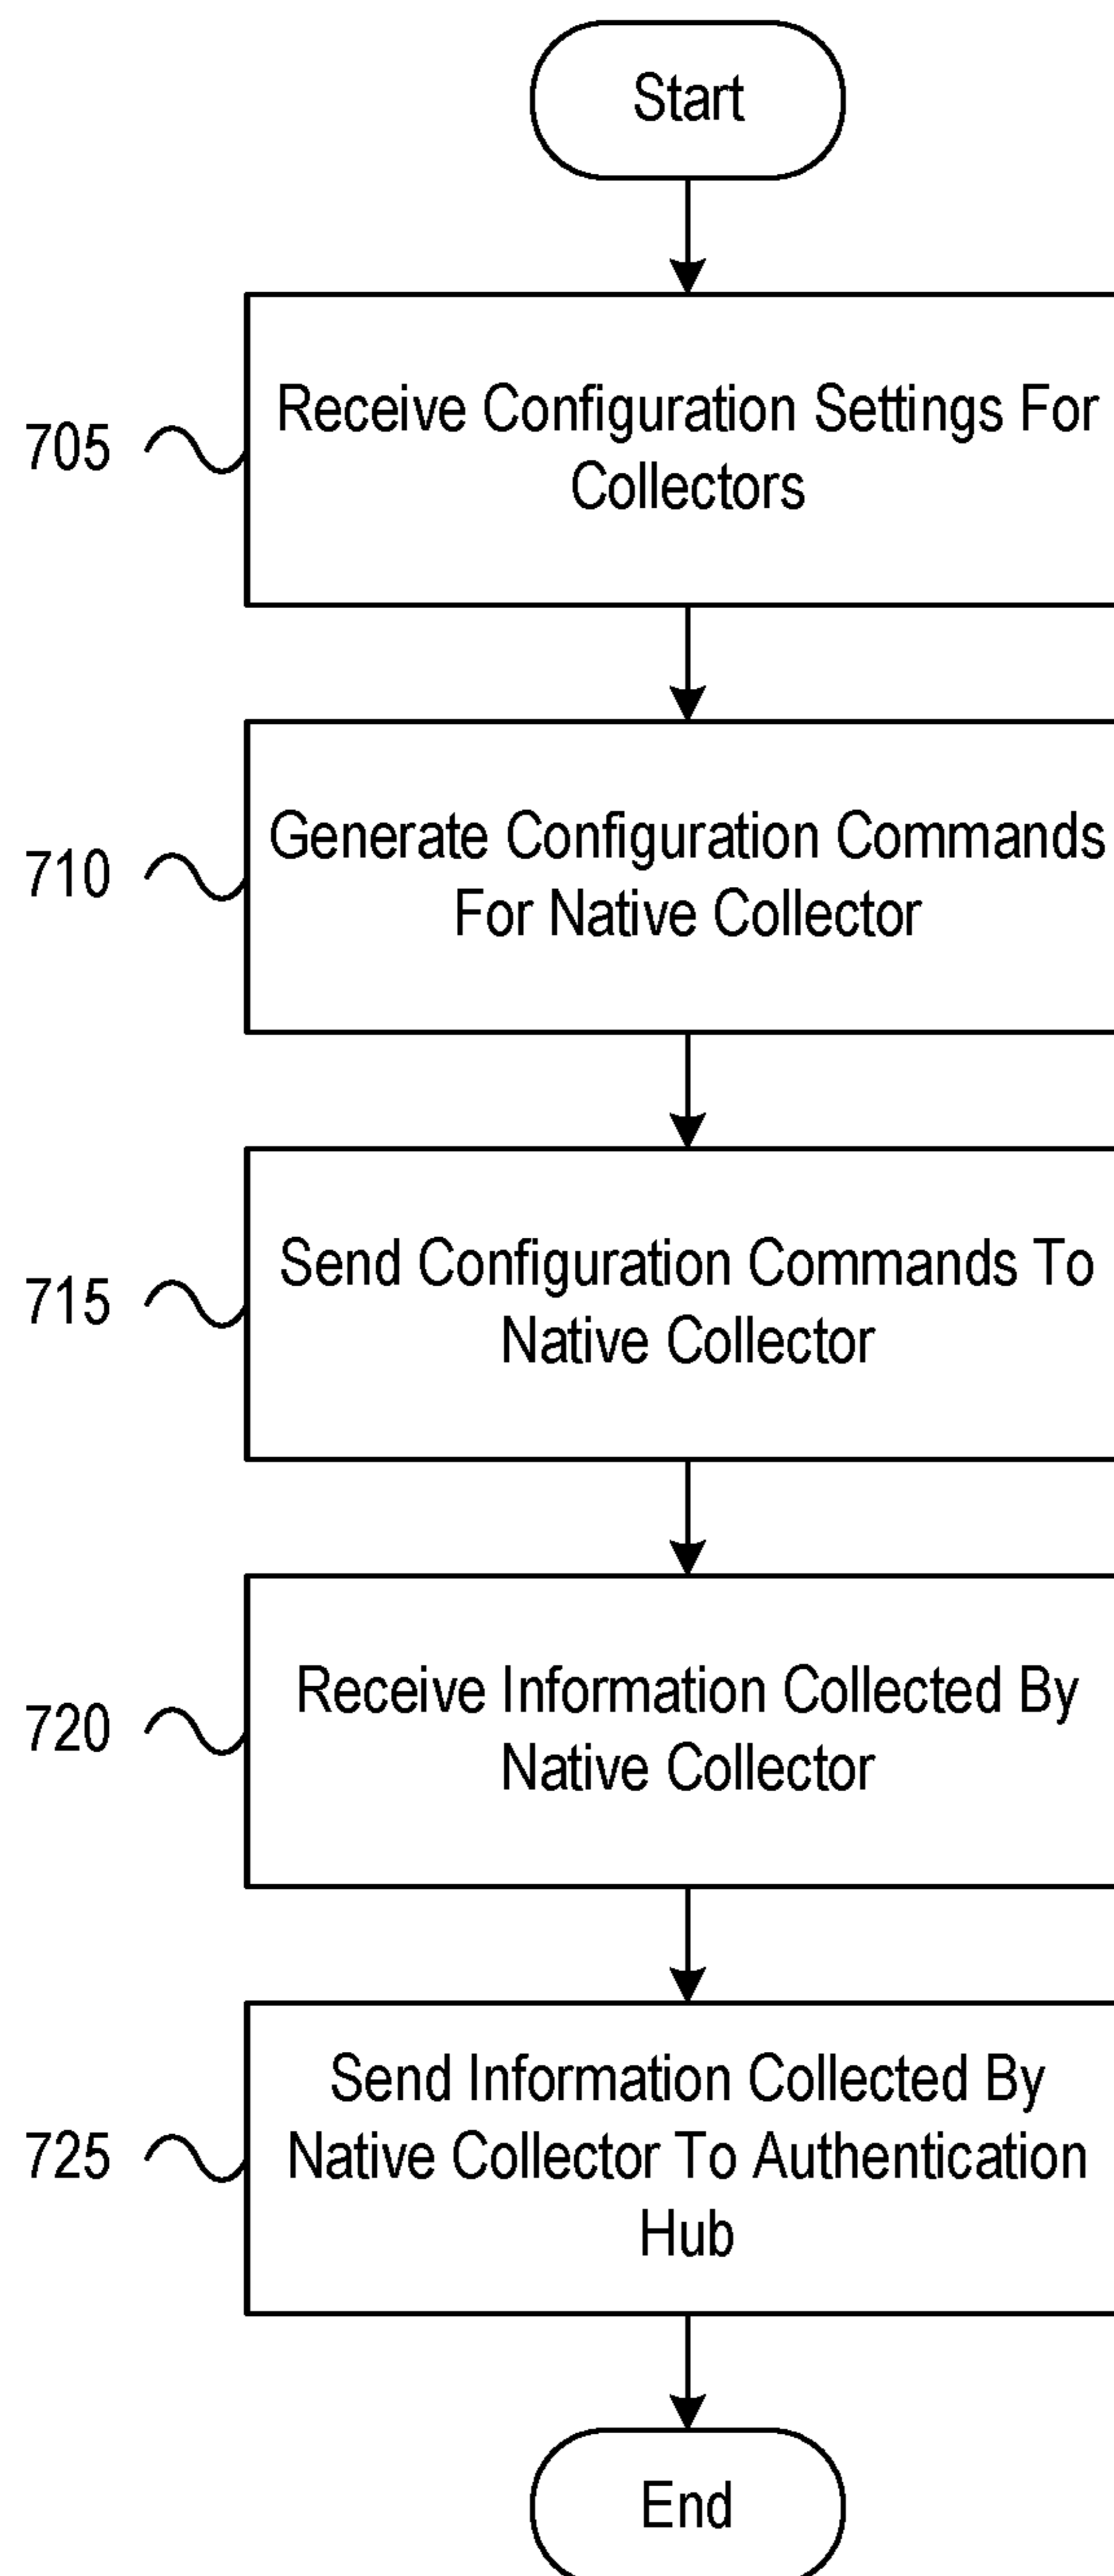 Start
Receive Configuration Settings For
Collectors
705
Generate Configuration Commands
For Native Collector
710
Send Configuration Commands To
Native Collector
715
Receive Information Collected By
Native Collector
720
Send Information Collected By
Native Collector To Authentication
Hub
725
End